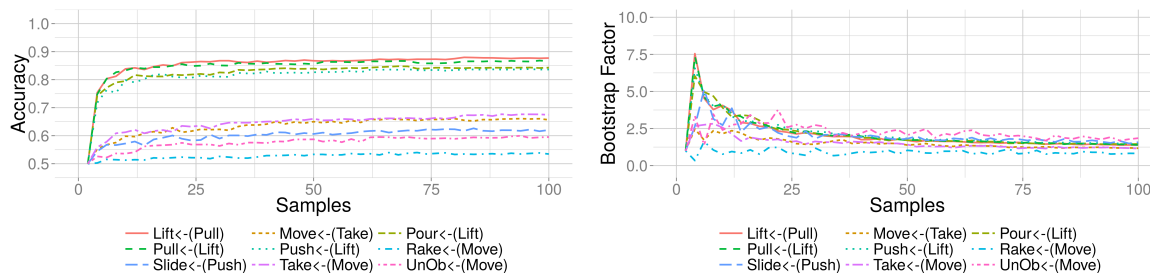 Accuracy
1.0
0.9
0.8
0.7
0.6
0.5
0 25 50 75 100
Samples
Lift<-(Pull) Move<-(Take) Pour<-(Lift)
Pull<-(Lift) Push<-(Lift) Rake<-(Move)
Slide<-(Push) Take<-(Move) UnOb<-(Move)
Bootstrap Factor
10.0
7.5
5.0
2.5
0.0
0 25 50 75 100
Samples
Lift<-(Pull) Move<-(Take) Pour<-(Lift)
Pull<-(Lift) Push<-(Lift) Rake<-(Move)
Slide<-(Push) Take<-(Move) UnOb<-(Move)